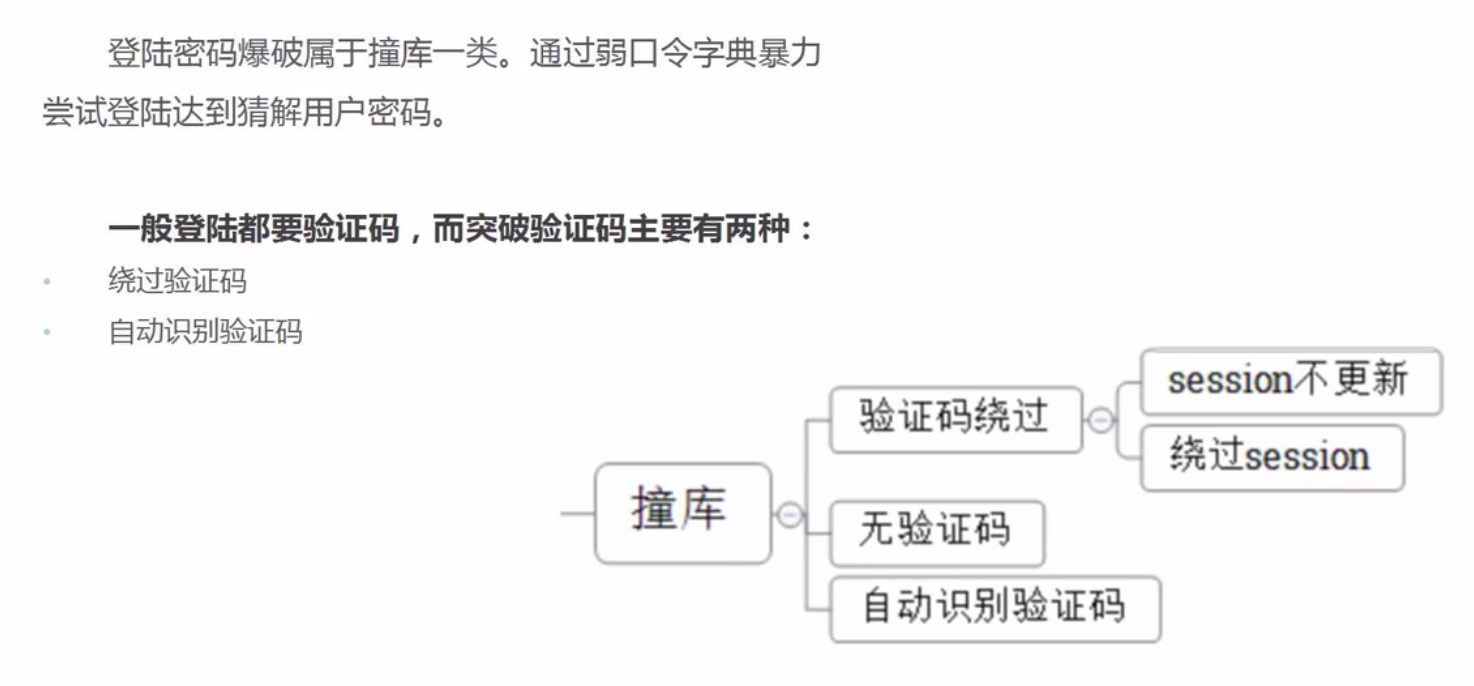 登陆密码爆破属于撞库一类。通过弱口令字典暴力
尝试登陆达到猜解用户密码。
一般登陆都要验证码，而突破验证码主要有两种：
• 绕过验证码
• 自动识别验证码
session不更新
验证码绕过
绕过session
撞库
无验证码
自动识别验证码